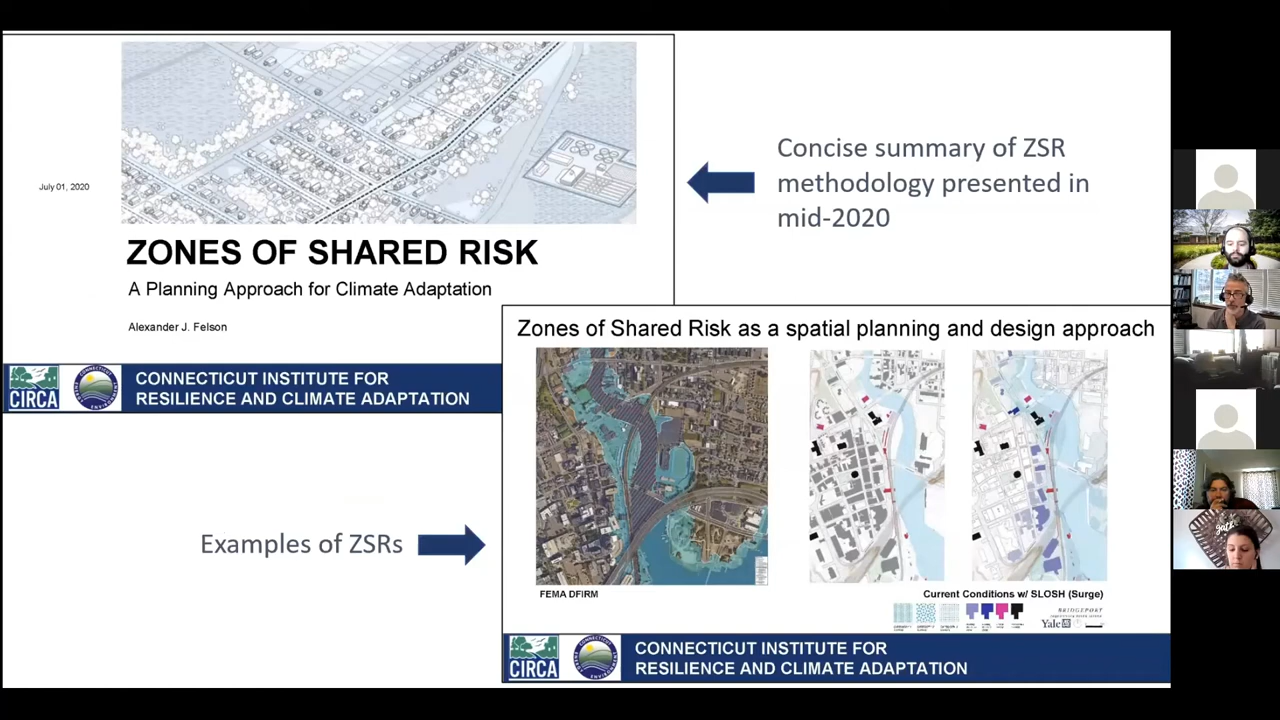 July 01, 2020
ZONES OF SHARED RISK
A Planning Approach for Climate Adaptation
Alexander J. Felson
CIRCA
CONNECTICUT INSTITUTE FOR
RESILIENCE AND CLIMATE ADAPTATION
Concise summary of ZSR
methodology presented in
mid-2020
Examples of ZSRs
Zones of Shared Risk as a spatial planning and design approach
FEMA DFIRM
Current Conditions w/ SLOSH (Surge)
BRIDGEPORT
Yale
CIRCA
CONNECTICUT INSTITUTE FOR
RESILIENCE AND CLIMATE ADAPTATION